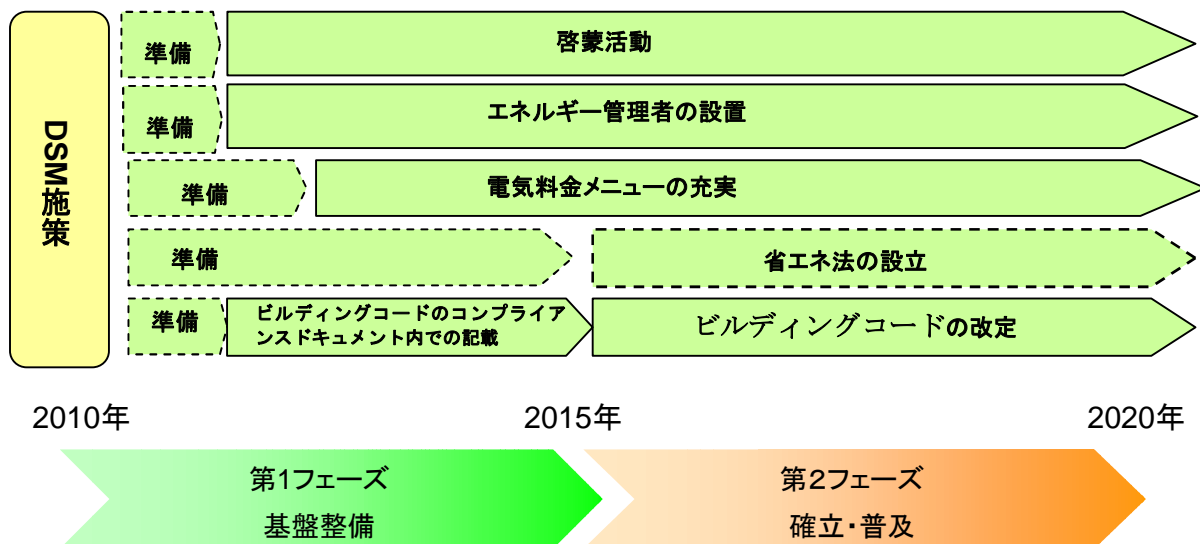 DSM施策
準備
啓蒙活動
準備
エネルギー管理者の設置
準備
電気料金メニューの充実
準備
省エネ法の設立
準備
ビルディングコードのコンプライア
ンスドキュメント内での記載
ビルディングコードの改定
2010年
2015年
2020年
第1フェーズ
基盤整備
第2フェーズ
確立・普及